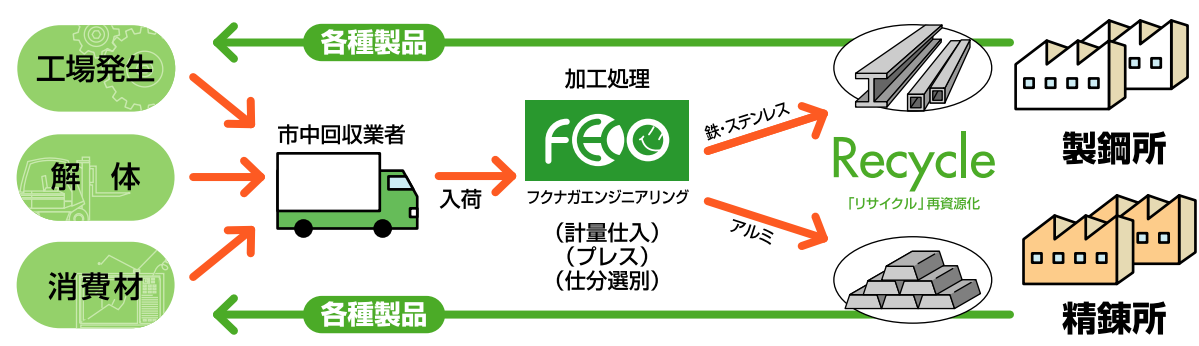 各種製品
工場発生
解 体
消費材
市中回収業者
入荷
加工処理
FECO
フクナガエンジニアリング
（計量仕入）
（プレス）
（仕分選別）
鉄・ステンレス
アルミ
Recycle
「リサイクル」再資源化
製鋼所
精錬所
各種製品